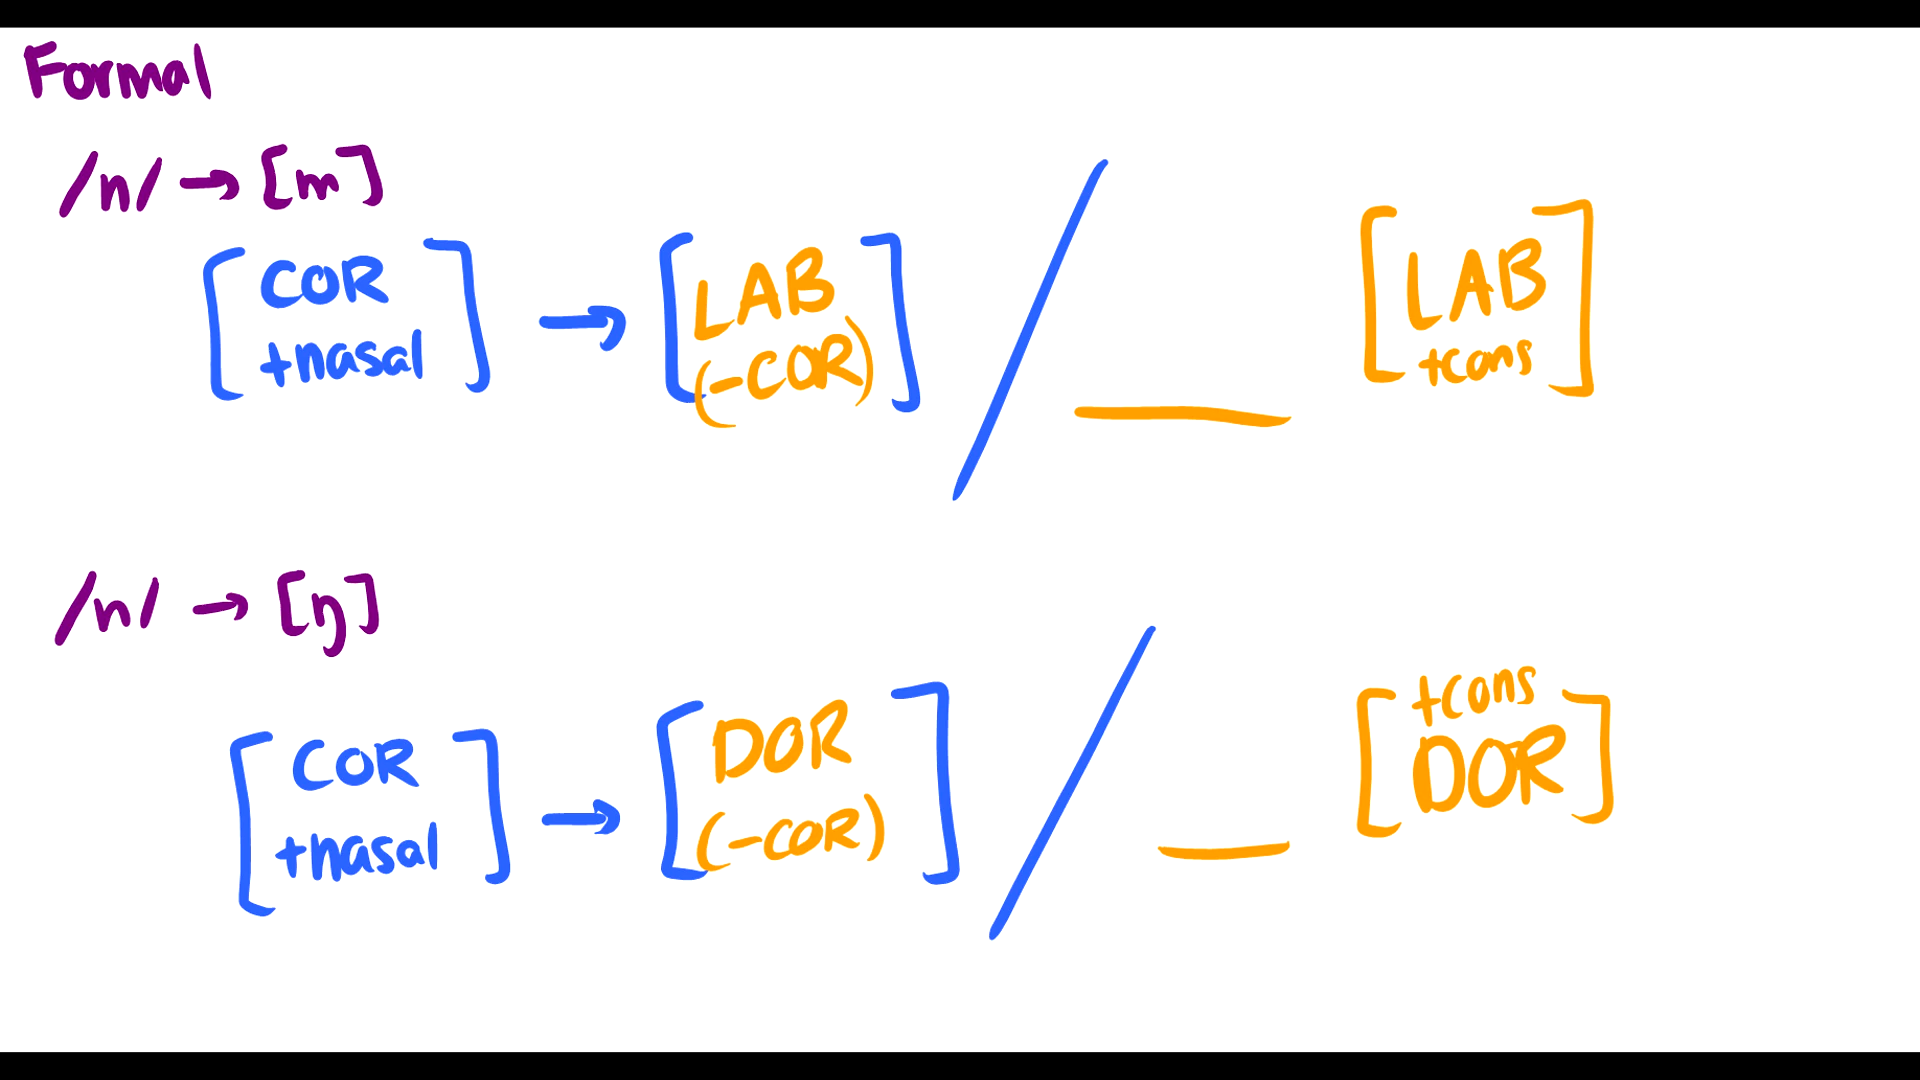 Formal
/n/ → [m]
[COR +nasal] → [LAB (-COR)] / ___ [LAB +cons]
/n/ → [ŋ]
[COR +nasal] → [DOR (-COR)] / ___ [+cons DOR]